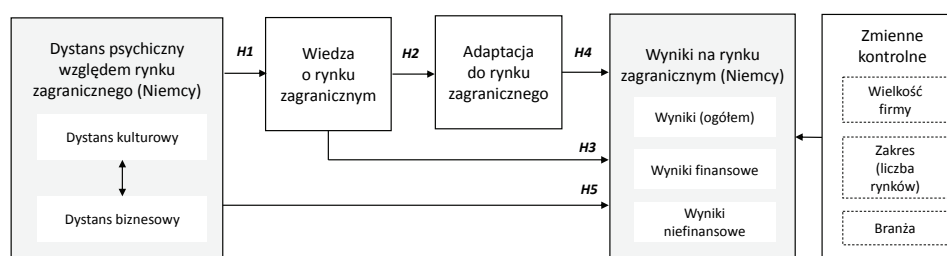 Dystans psychiczny
względem rynku
zagranicznego (Niemcy)
Dystans kulturowy
Dystans biznesowy
H1
Wiedza
o rynku
zagranicznym
H2
Adaptacja
do rynku
zagranicznego
H4
H3
H5
Wyniki na rynku
zagranicznym (Niemcy)
Wyniki (ogółem)
Wyniki finansowe
Wyniki
niefinansowe
Zmienne
kontrolne
Wielkość
firmy
Zakres
(liczba
rynków)
Branża